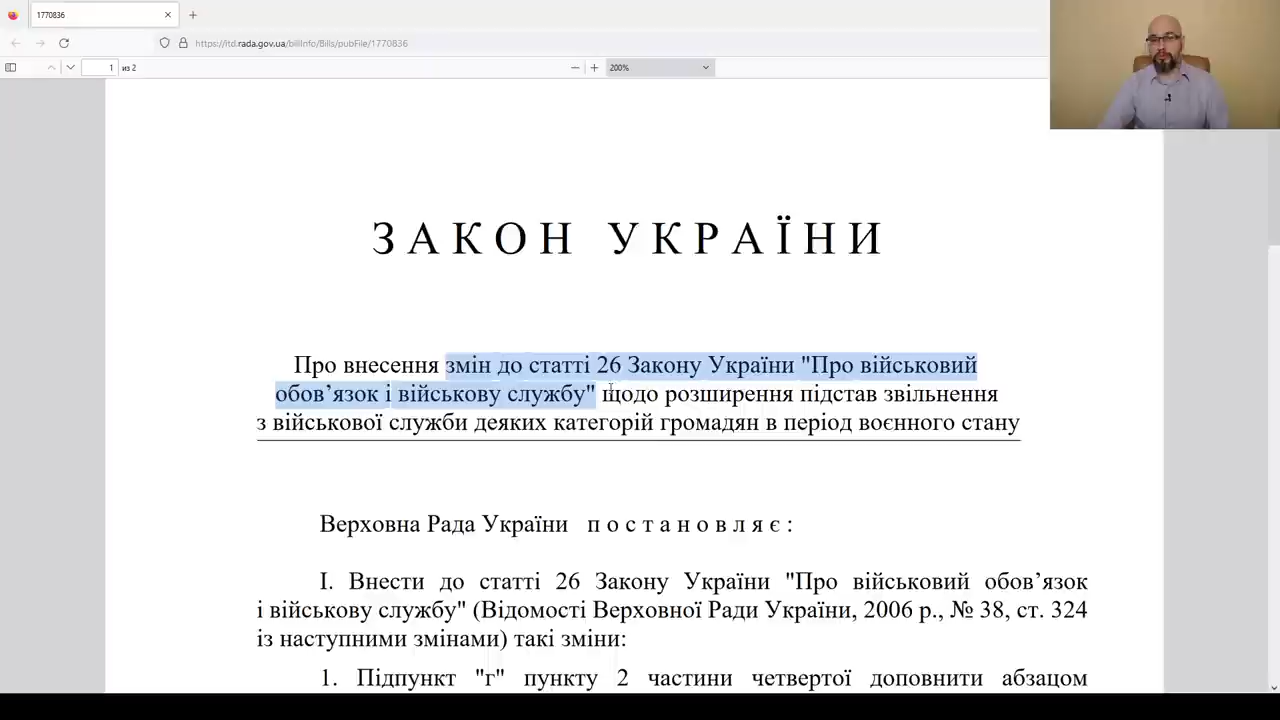 1770836
https://itd.rada.gov.ua/billInfo/Bills/pubFile/1770836
1 из 2
200%
ЗАКОН УКРАЇНИ
Про внесення змін до статті 26 Закону України "Про військовий
обов’язок і військову службу" щодо розширення підстав звільнення
з військової служби деяких категорій громадян в період воєнного стану
Верховна Рада України постановляє:
І. Внести до статті 26 Закону України "Про військовий обов’язок
і військову службу" (Відомості Верховної Ради України, 2006 р., № 38, ст. 324
із наступними змінами) такі зміни:
1. Підпункт "г" пункту 2 частини четвертої доповнити абзацом